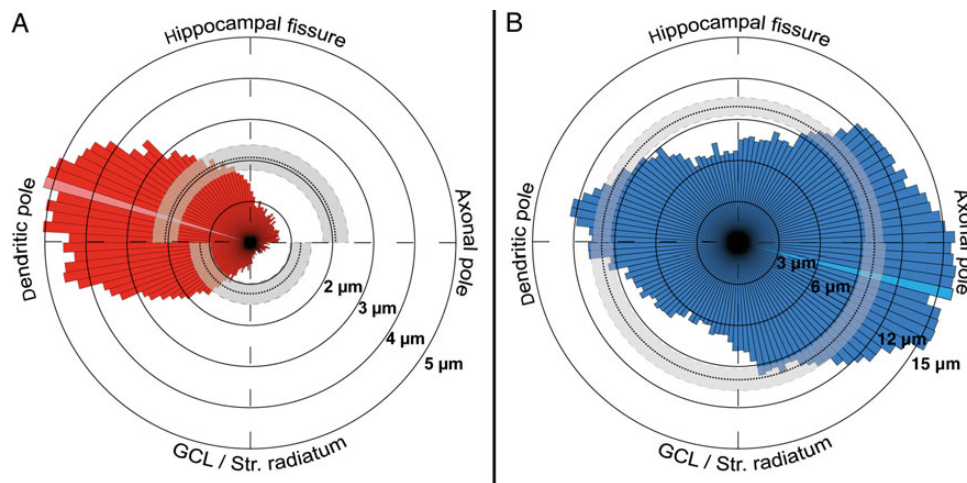 A
Hippocampal fissure
Dendritic pole
Axonal pole
2 µm
3 µm
4 µm
5 µm
GCL / Str. radiatum
B
Hippocampal fissure
Dendritic pole
Axonal pole
3 µm
6 µm
12 µm
15 µm
GCL / Str. radiatum